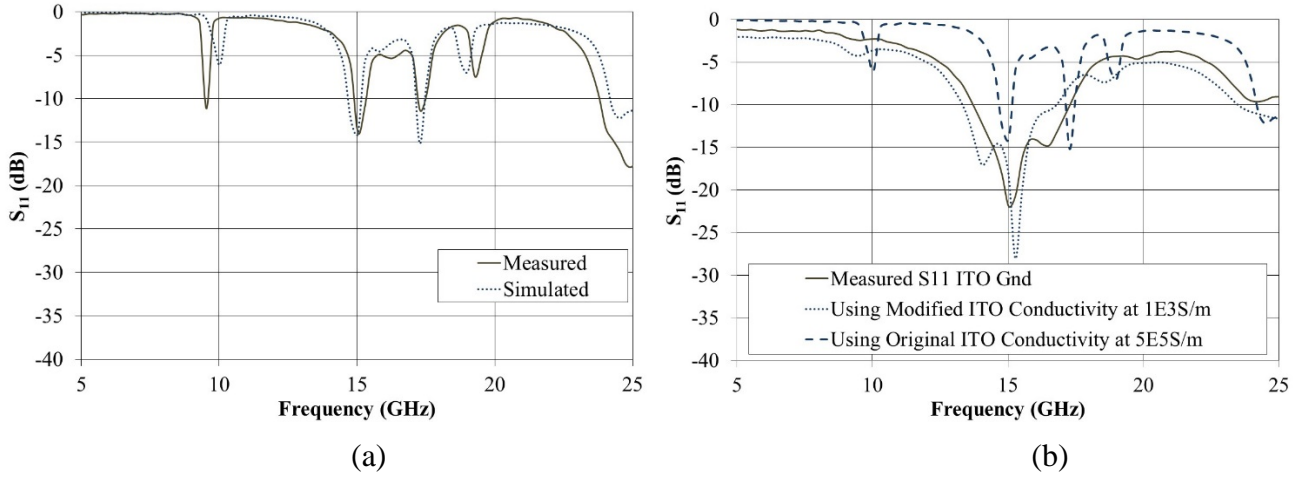 0
-5
-10
-15
-20
-25
-30
-35
-40
S11 (dB)
5 10 15 20 25
Frequency (GHz)
Measured
Simulated
(a)
0
-5
-10
-15
-20
-25
-30
-35
-40
S11 (dB)
5 10 15 20 25
Frequency (GHz)
Measured S11 ITO Gnd
Using Modified ITO Conductivity at 1E3S/m
Using Original ITO Conductivity at 5E5S/m
(b)